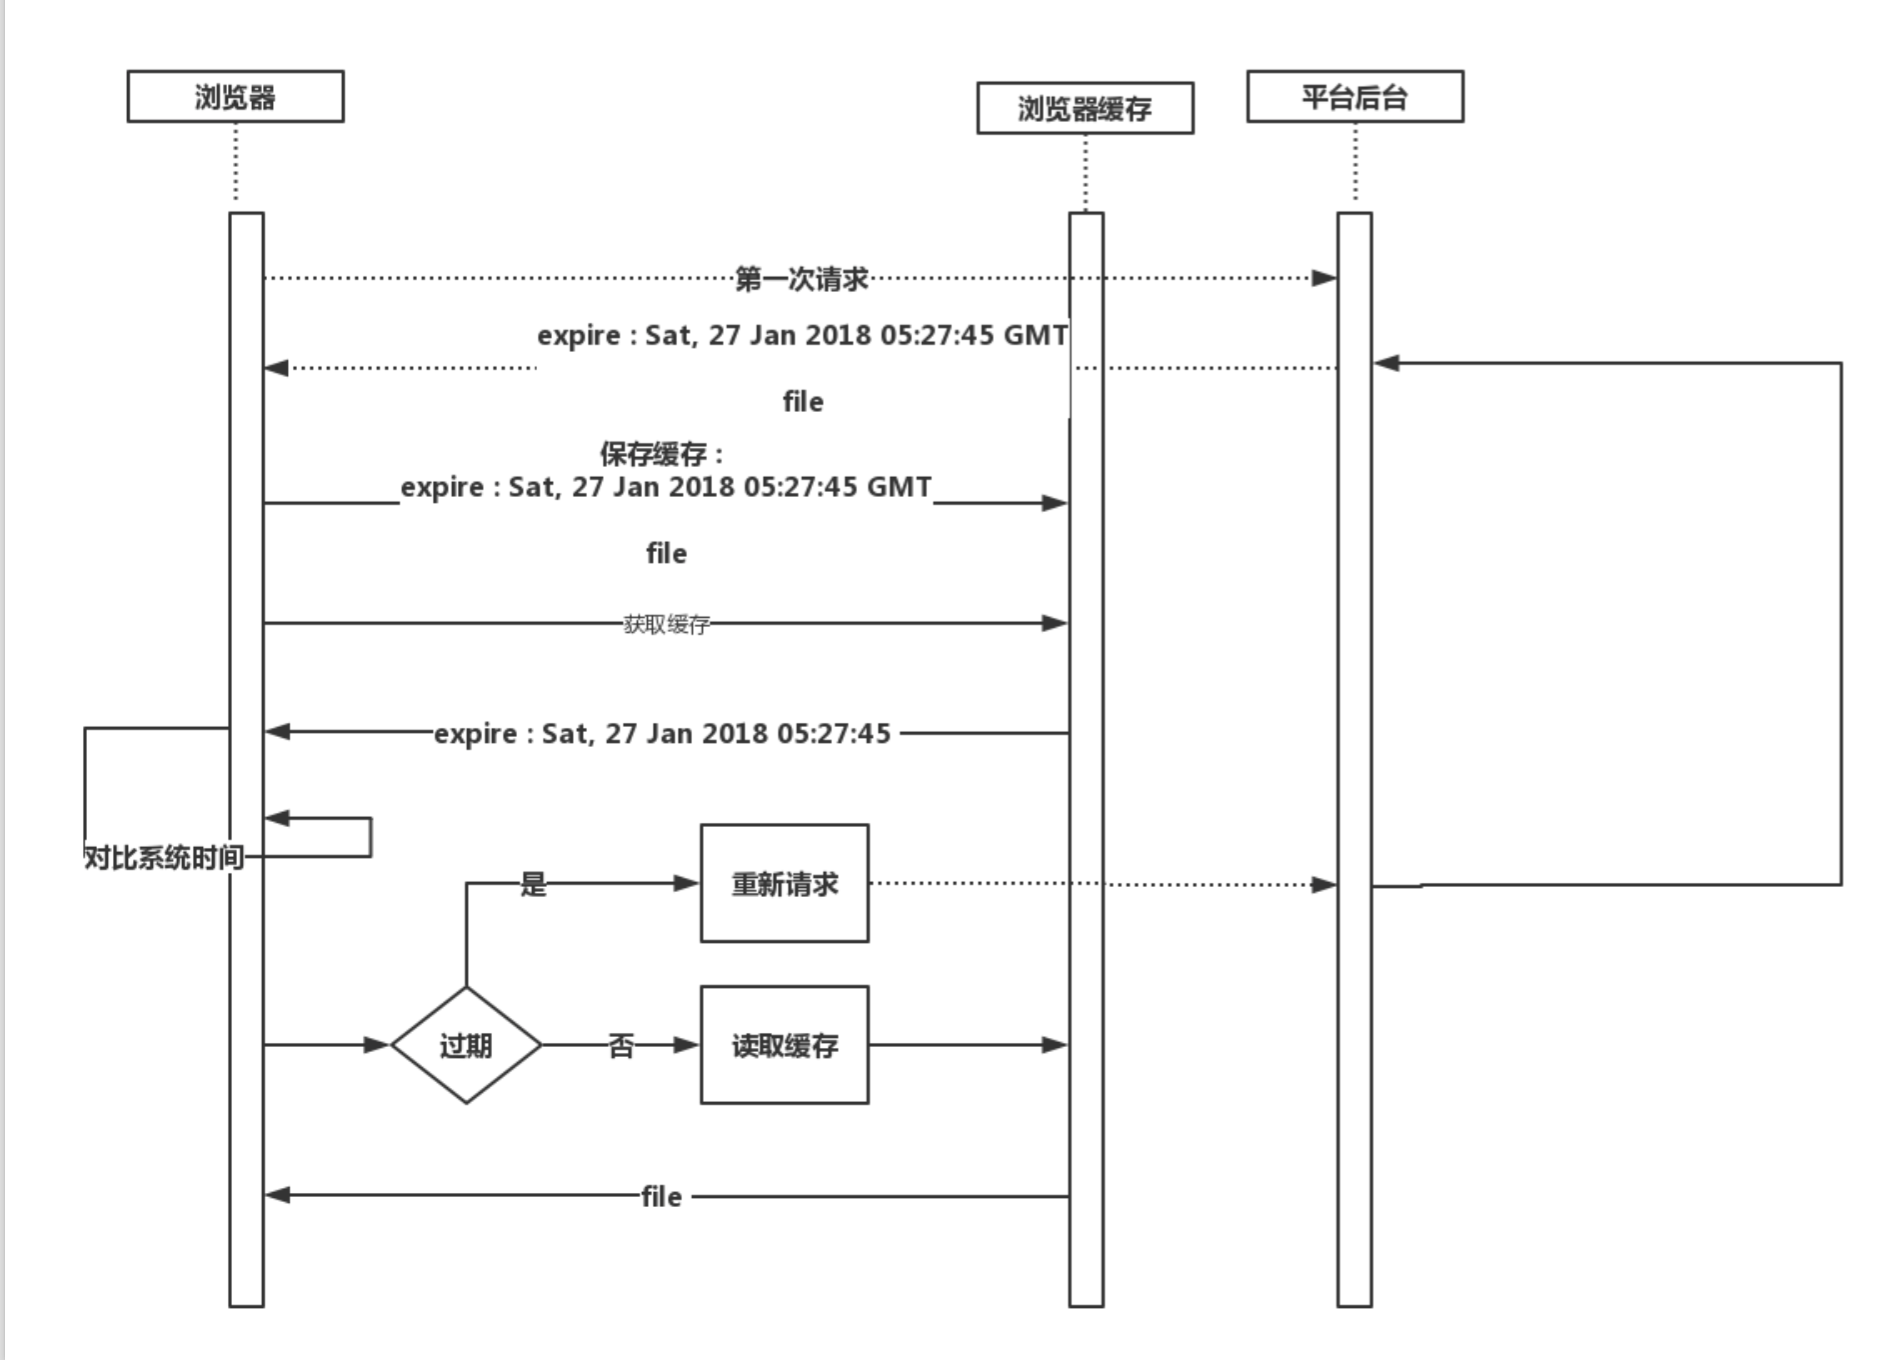 浏览器
浏览器缓存
平台后台
第一次请求
expire : Sat, 27 Jan 2018 05:27:45 GMT
file
保存缓存：
expire : Sat, 27 Jan 2018 05:27:45 GMT
file
获取缓存
expire : Sat, 27 Jan 2018 05:27:45
对比系统时间
是
重新请求
过期
否
读取缓存
file